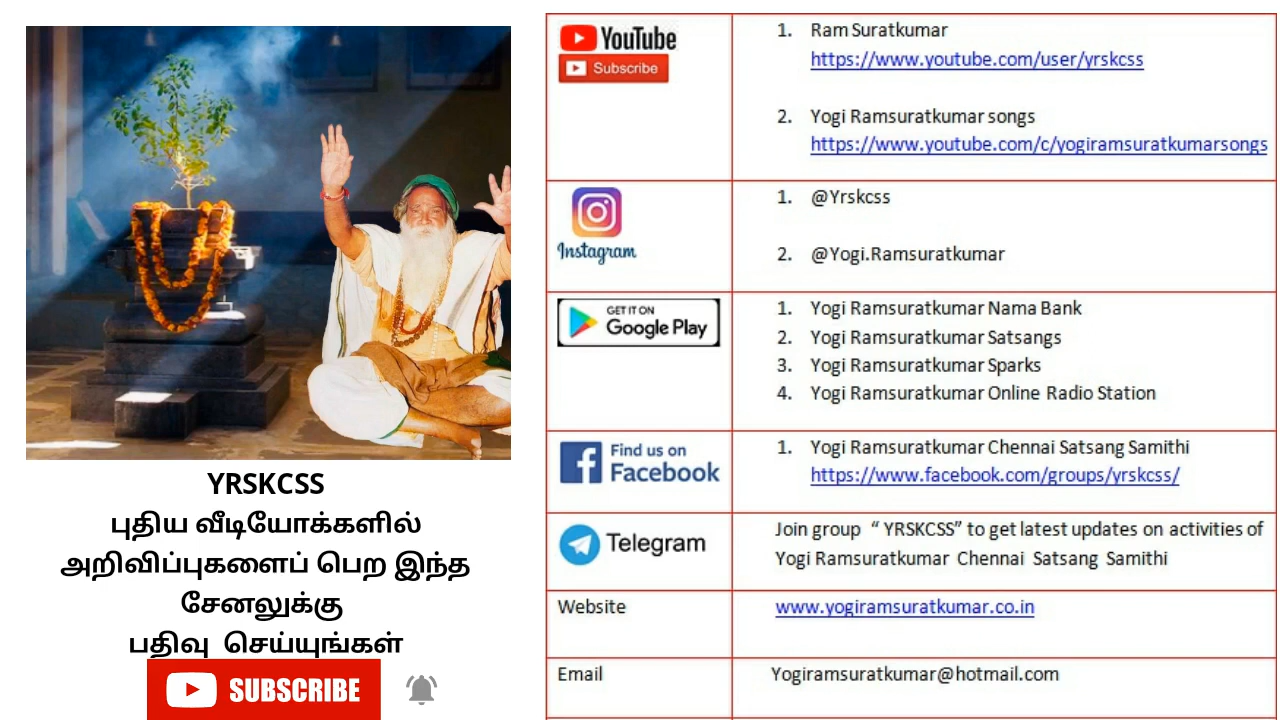 YRSKCSS
புதிய வீடியோக்களில்
அறிவிப்புகளைப் பெற இந்த
சேனலுக்கு
பதிவு செய்யுங்கள்
SUBSCRIBE
YouTube
Subscribe
1. Ram Suratkumar
https://www.youtube.com/user/yrskcss
2. Yogi Ramsuratkumar songs
https://www.youtube.com/c/yogiramsuratkumarsongs
Instagram
1. @Yrskcss
2. @Yogi.Ramsuratkumar
GET IT ON
Google Play
1. Yogi Ramsuratkumar Nama Bank
2. Yogi Ramsuratkumar Satsangs
3. Yogi Ramsuratkumar Sparks
4. Yogi Ramsuratkumar Online Radio Station
Find us on
Facebook
1. Yogi Ramsuratkumar Chennai Satsang Samithi
https://www.facebook.com/groups/yrskcss/
Telegram
Join group “ YRSKCSS” to get latest updates on activities of
Yogi Ramsuratkumar Chennai Satsang Samithi
Website
www.yogiramsuratkumar.co.in
Email
Yogiramsuratkumar@hotmail.com